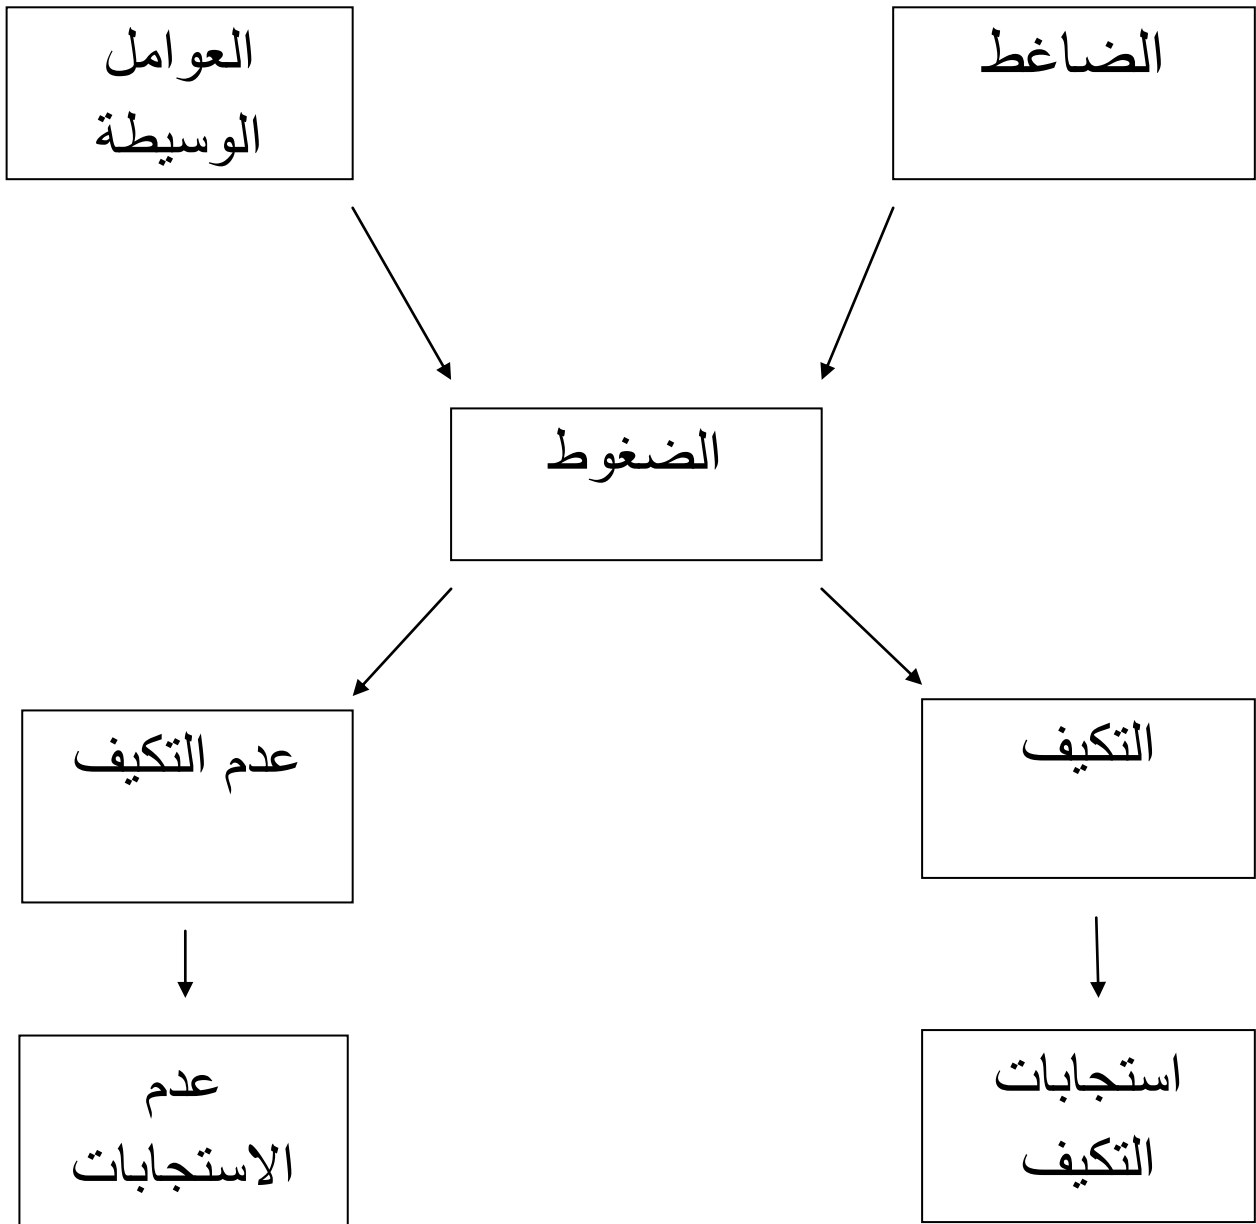 الضاغط
العوامل
الوسيطة
الضغوط
التكيف
عدم التكيف
استجابات
التكيف
عدم
الاستجابات